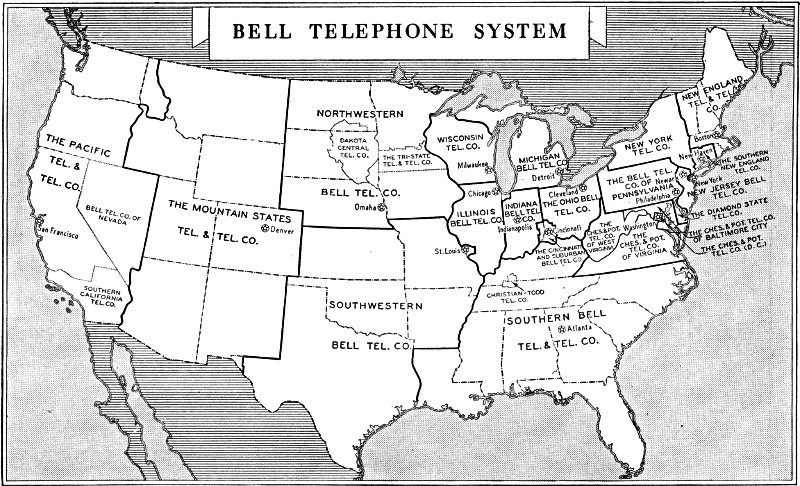 BELL TELEPHONE SYSTEM
THE PACIFIC
TEL. &
TEL. CO.
BELL TEL. CO. OF
NEVADA
San Francisco
SOUTHERN
CALIFORNIA
TEL. CO.
THE MOUNTAIN STATES
TEL. & TEL. CO.
Denver
NORTHWESTERN
DAKOTA
CENTRAL
TEL. CO.
THE TRI-STATE
TEL. & TEL. CO.
BELL TEL. CO.
Omaha
SOUTHWESTERN
BELL TEL. CO.
St. Louis
WISCONSIN
TEL. CO.
Milwaukee
Chicago
ILLINOIS
BELL TEL. CO.
MICHIGAN
BELL TEL. CO.
Detroit
INDIANA
BELL TEL.
CO.
Indianapolis
Cleveland
THE OHIO BELL
TEL. CO.
Cincinnati
THE CINCINNATI
AND SUBURBAN
BELL TEL. CO.
CHRISTIAN-TODD
TEL. CO.
SOUTHERN BELL
Atlanta
TEL. & TEL. CO.
THE
CHES. & POT.
TEL. CO.
OF WEST
VIRGINIA
THE
CHES. & POT.
TEL. CO.
OF VIRGINIA
Washington
THE BELL TEL.
CO. OF
PENNSYLVANIA
Philadelphia
Newark
New York
NEW YORK
TEL. CO.
NEW ENGLAND
TEL. & TEL.
CO.
Boston
New Haven
THE SOUTHERN
NEW ENGLAND
TEL. CO.
NEW JERSEY BELL
TEL. CO.
THE DIAMOND STATE
TEL. CO.
THE CHES. & POT. TEL. CO.
OF BALTIMORE CITY
THE CHES. & POT.
TEL. CO. (D. C.)